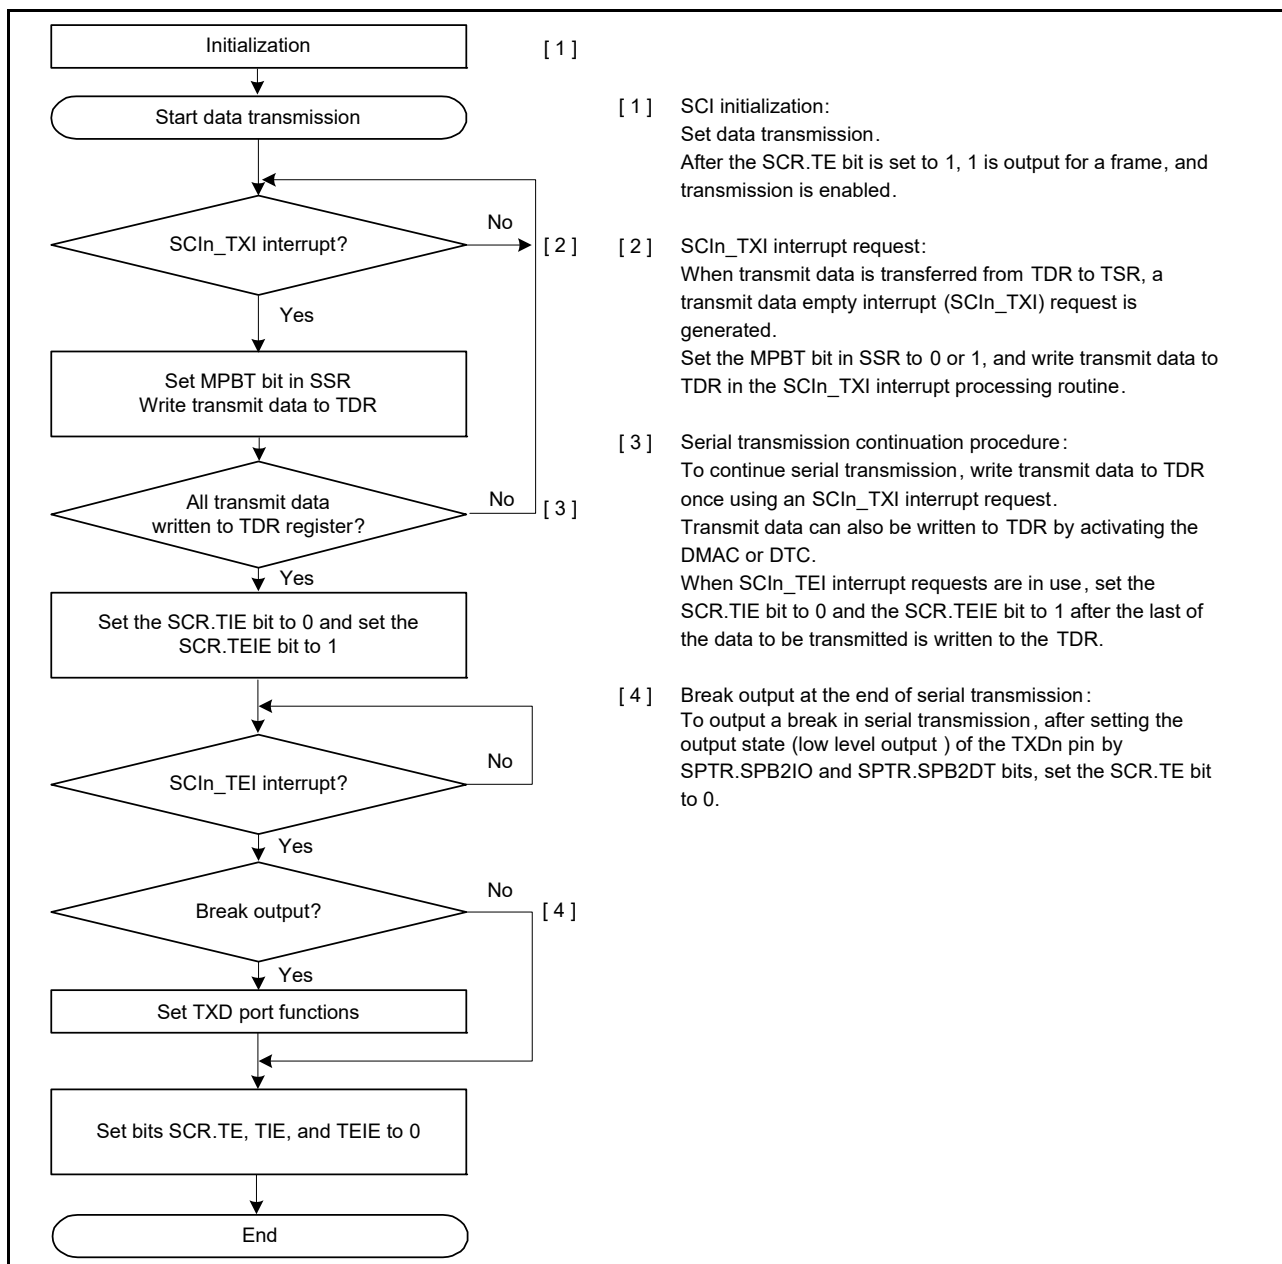 Initialization
[ 1 ]
Start data transmission
SCIn_TXI interrupt?
No
[ 2 ]
Yes
Set MPBT bit in SSR
Write transmit data to TDR
All transmit data
written to TDR register?
No
[ 3 ]
Yes
Set the SCR.TIE bit to 0 and set the
SCR.TEIE bit to 1
SCIn_TEI interrupt?
No
Yes
Break output?
No
[ 4 ]
Yes
Set TXD port functions
Set bits SCR.TE, TIE, and TEIE to 0
End
[ 1 ] SCI initialization:
Set data transmission.
After the SCR.TE bit is set to 1, 1 is output for a frame, and
transmission is enabled.
[ 2 ] SCIn_TXI interrupt request:
When transmit data is transferred from TDR to TSR, a
transmit data empty interrupt (SCIn_TXI) request is
generated.
Set the MPBT bit in SSR to 0 or 1, and write transmit data to
TDR in the SCIn_TXI interrupt processing routine.
[ 3 ] Serial transmission continuation procedure:
To continue serial transmission, write transmit data to TDR
once using an SCIn_TXI interrupt request.
Transmit data can also be written to TDR by activating the
DMAC or DTC.
When SCIn_TEI interrupt requests are in use, set the
SCR.TIE bit to 0 and the SCR.TEIE bit to 1 after the last of
the data to be transmitted is written to the TDR.
[ 4 ] Break output at the end of serial transmission:
To output a break in serial transmission, after setting the
output state (low level output ) of the TXDn pin by
SPTR.SPB2IO and SPTR.SPB2DT bits, set the SCR.TE bit
to 0.